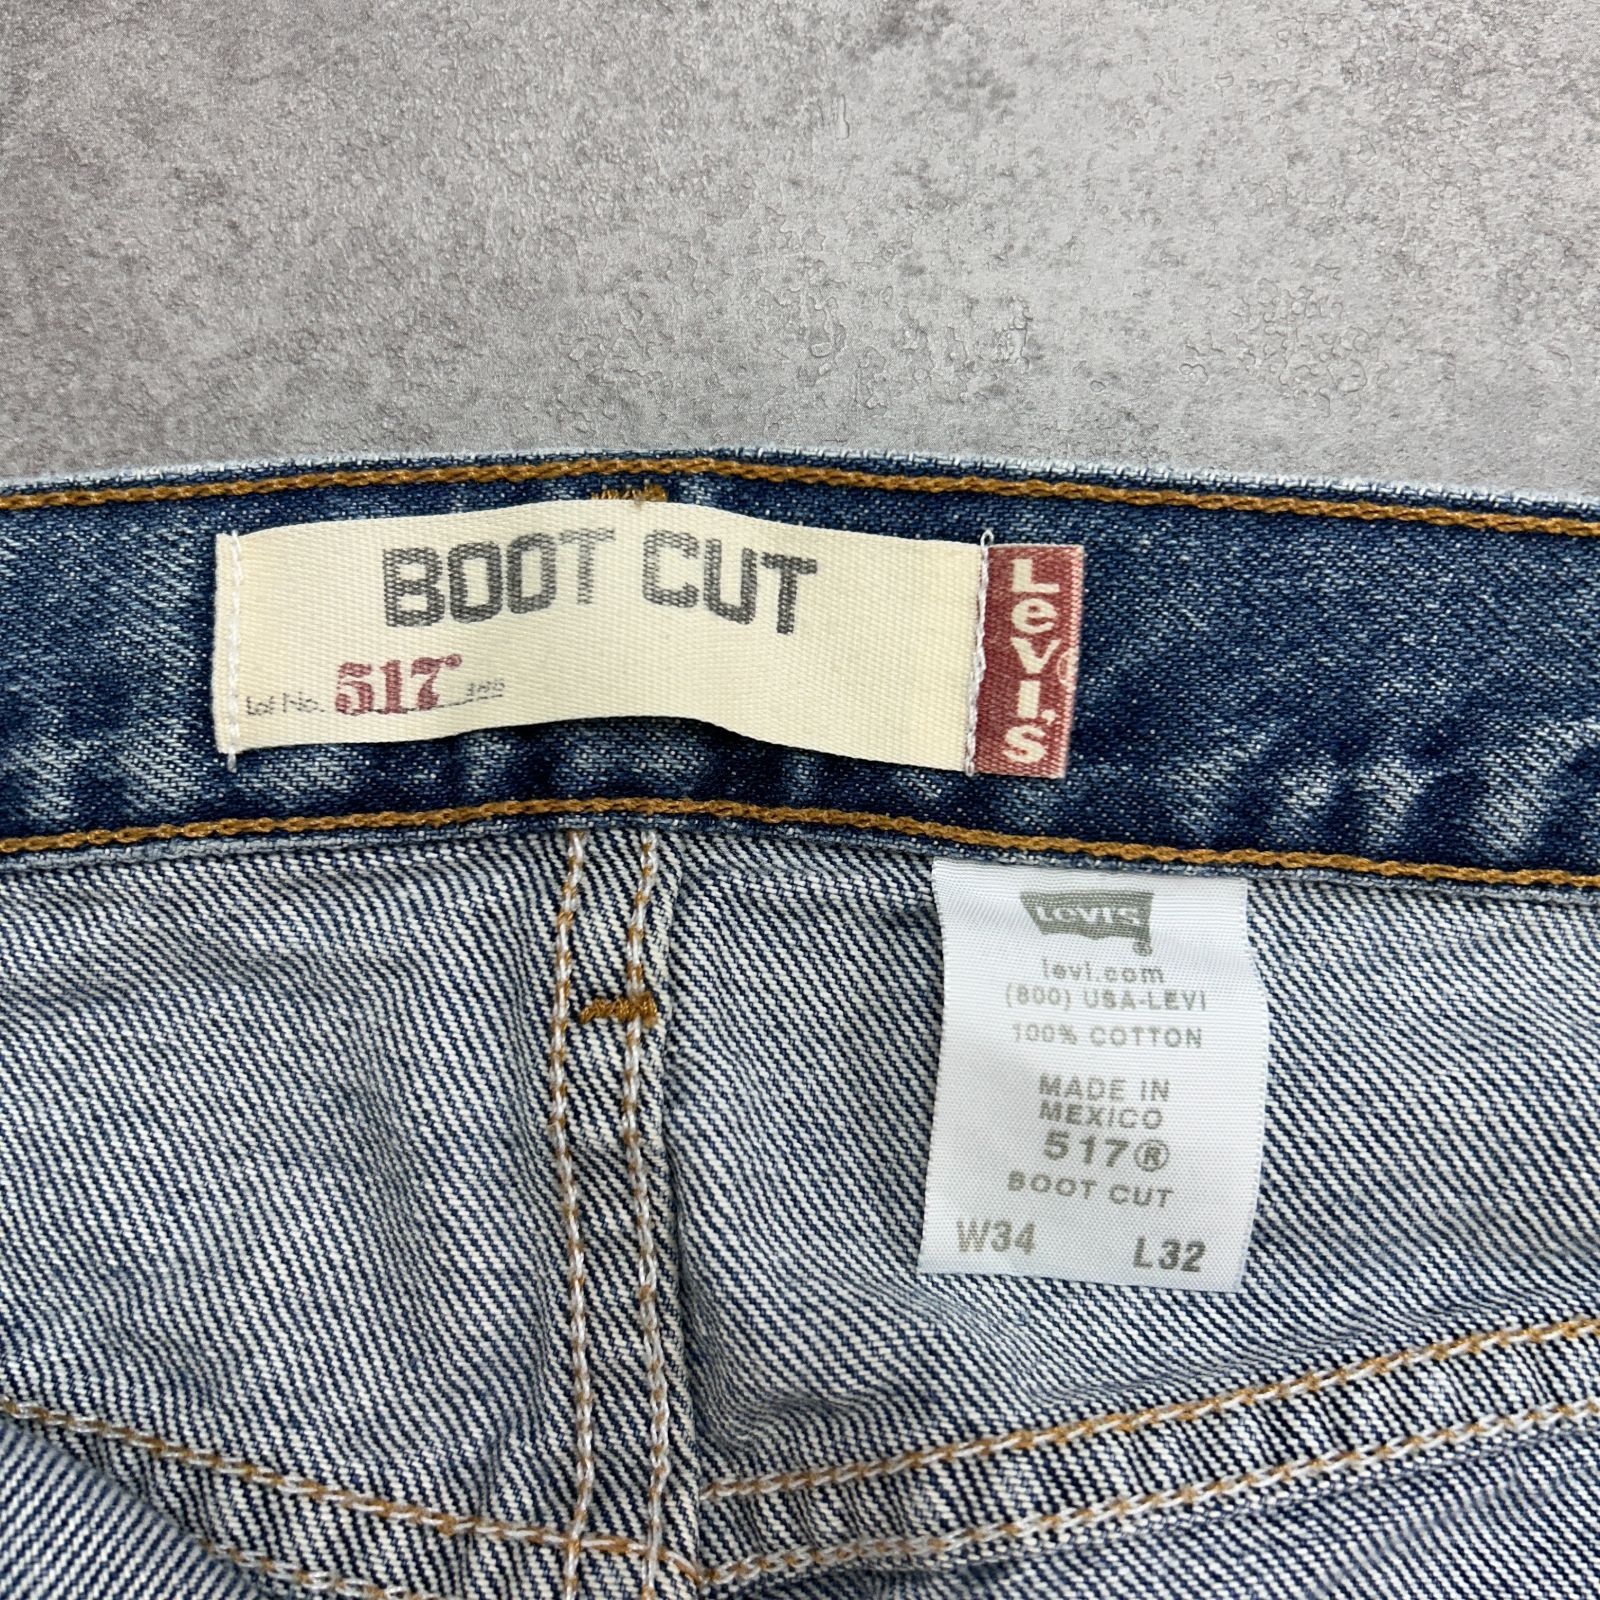 BOOT CUT
Lot No. 517®
LEVI'S
LEVI'S®
levi.com
(800) USA-LEVI
100% COTTON
MADE IN
MEXICO
517®
BOOT CUT
W34 L32